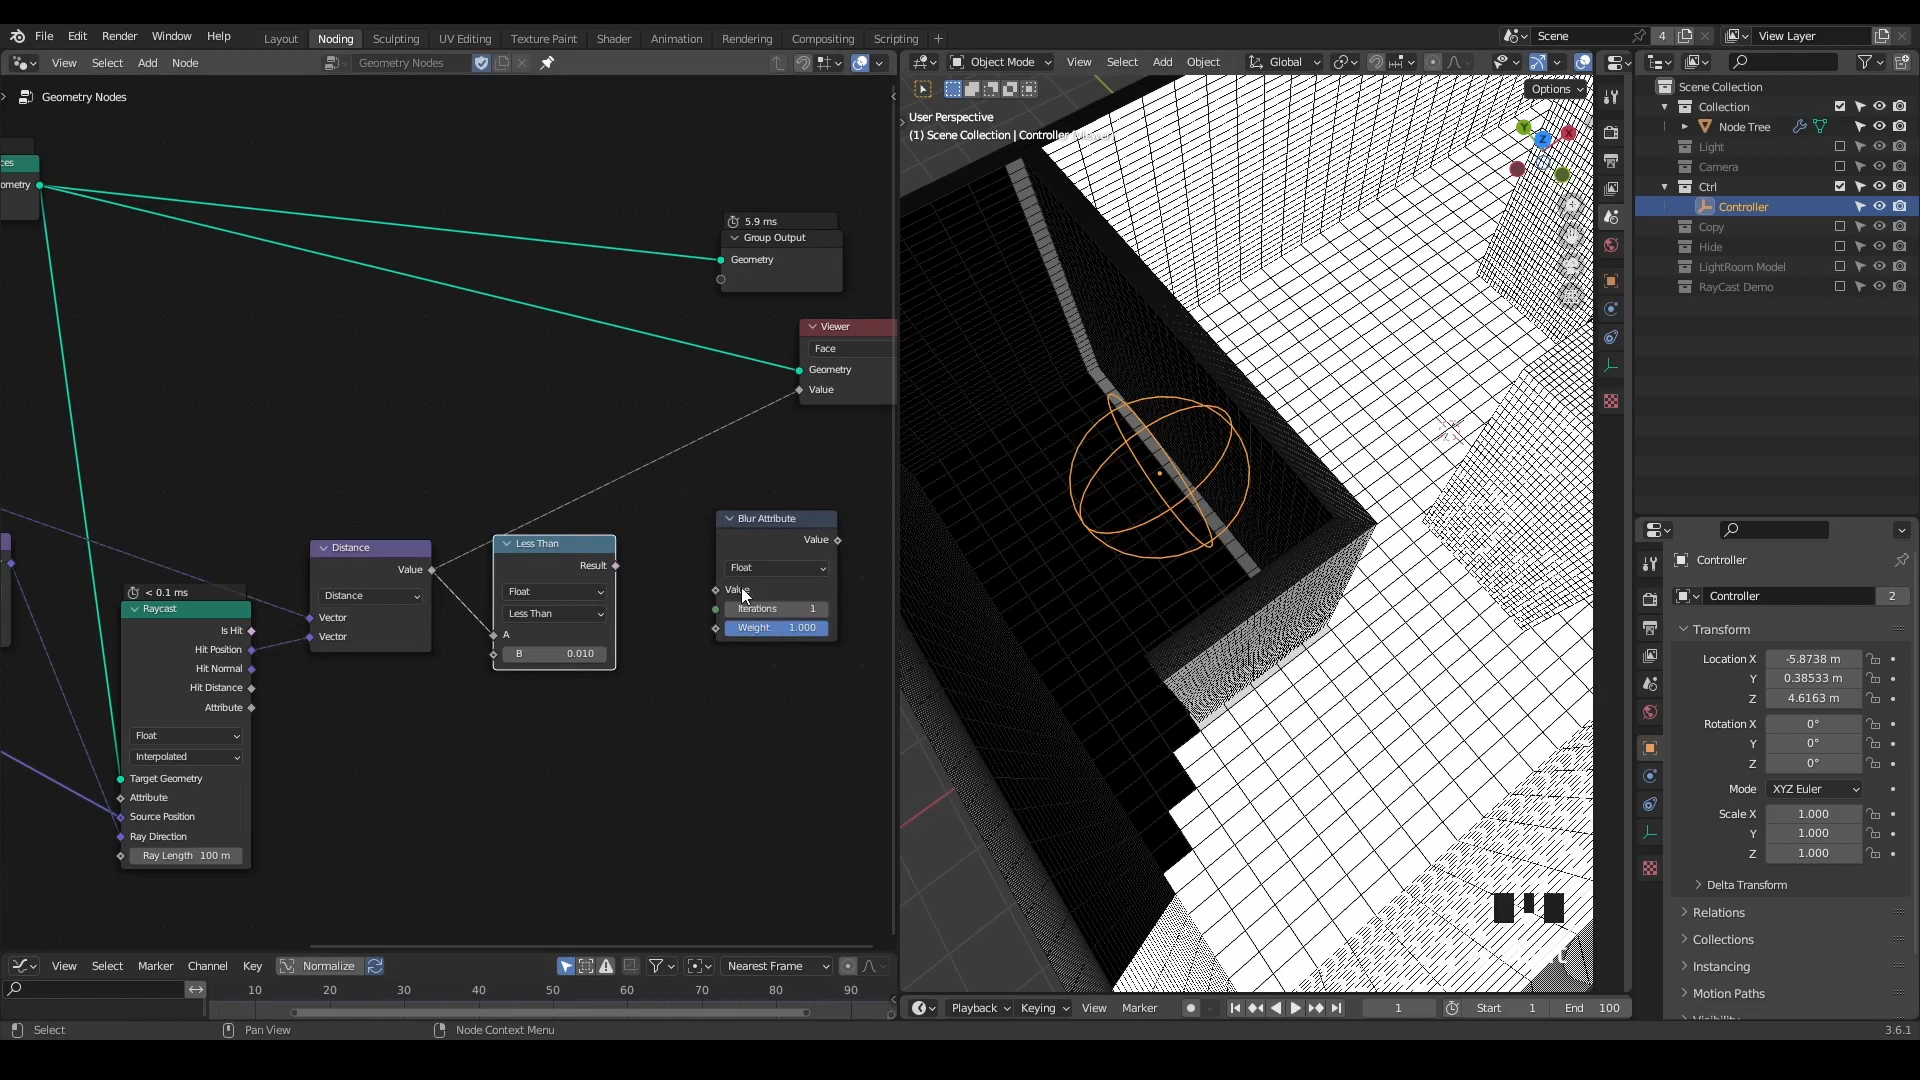 File Edit Render Window Help
Layout Noding Sculpting UV Editing Texture Paint Shader Animation Rendering Compositing Scripting +
Scene 4
View Layer
View Select Add Node
Geometry Nodes
Object Mode View Select Add Object
Global
Options
Geometry Nodes
User Perspective
(1) Scene Collection | Controller
Y
X
Z
ces
ometry
5.9 ms
Group Output
Geometry
Viewer
Face
Geometry
Value
Blur Attribute
Value
Float
Value
Iterations 1
Weight 1.000
Less Than
Result
Float
Less Than
A
B 0.010
Distance
Value
Distance
Vector
Vector
< 0.1 ms
Raycast
Is Hit
Hit Position
Hit Normal
Hit Distance
Attribute
Float
Interpolated
Target Geometry
Attribute
Source Position
Ray Direction
Ray Length 100 m
Scene Collection
Collection
Node Tree
Light
Camera
Ctrl
Controller
Copy
Hide
LightRoom Model
RayCast Demo
Controller
Controller 2
Transform
Location X -5.8738 m
Y 0.38533 m
Z 4.6163 m
Rotation X 0°
Y 0°
Z 0°
Mode XYZ Euler
Scale X 1.000
Y 1.000
Z 1.000
Delta Transform
Relations
Collections
Instancing
Motion Paths
View Select Marker Channel Key Normalize Nearest Frame
10 20 30 40 50 60 70 80 90
Playback Keying View Marker 1 Start 1 End 100
Select Pan View Node Context Menu 3.6.1